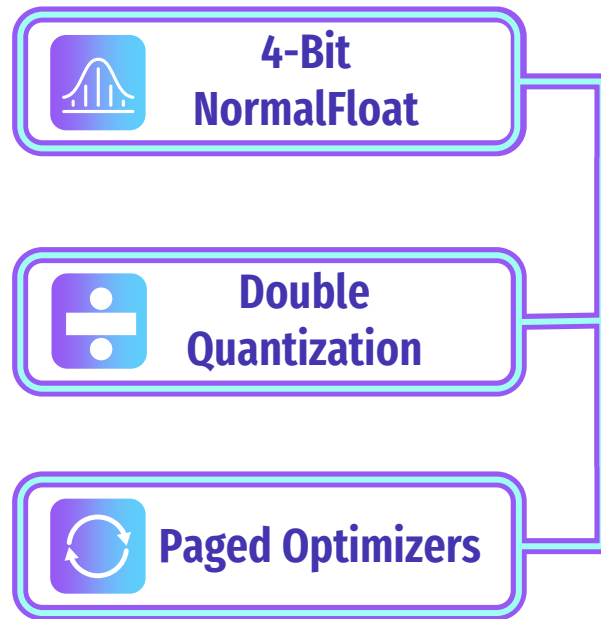 4-Bit
NormalFloat
Double
Quantization
Paged Optimizers